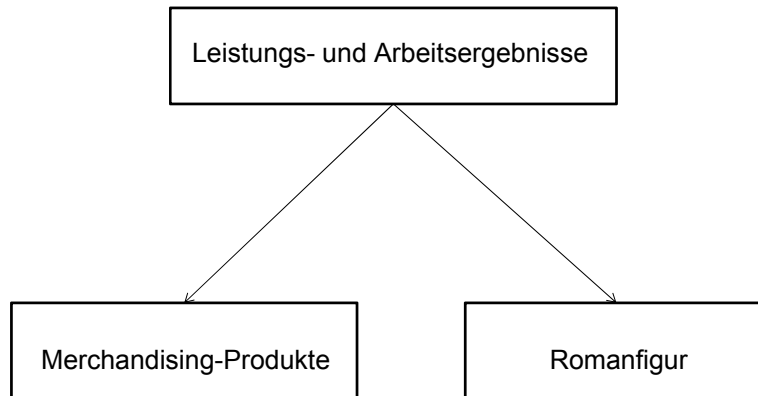 Leistungs- und Arbeitsergebnisse
Merchandising-Produkte
Romanfigur